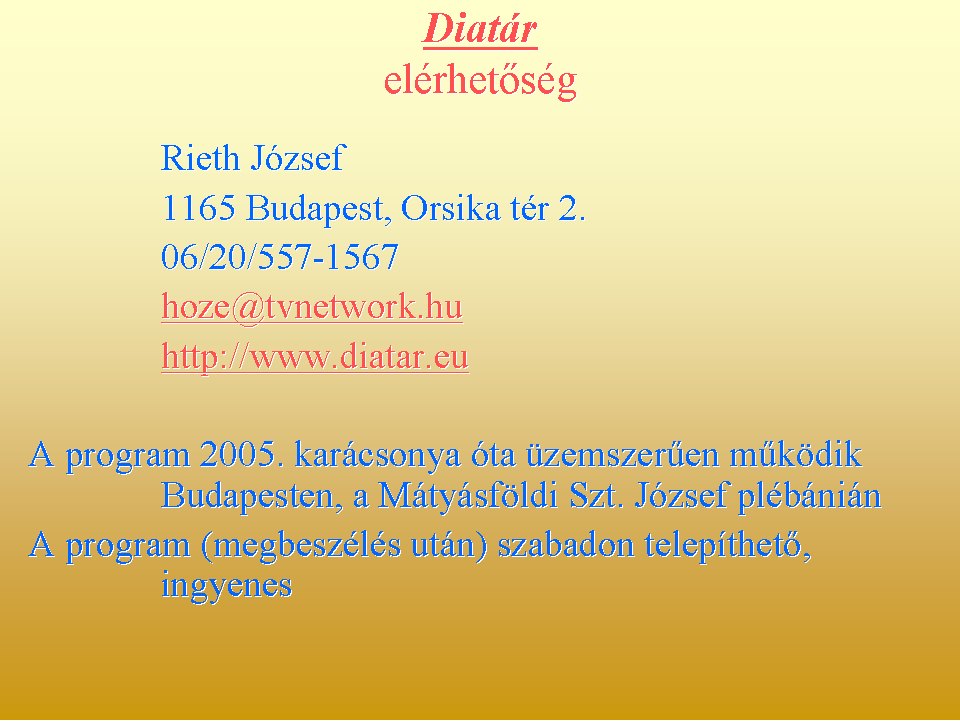 Diatár
elérhetőség
Rieth József
1165 Budapest, Orsika tér 2.
06/20/557-1567
hoze@tvnetwork.hu
http://www.diatar.eu
A program 2005. karácsonya óta üzemszerűen működik
Budapesten, a Mátyásföldi Szt. József plébánián
A program (megbeszélés után) szabadon telepíthető,
ingyenes